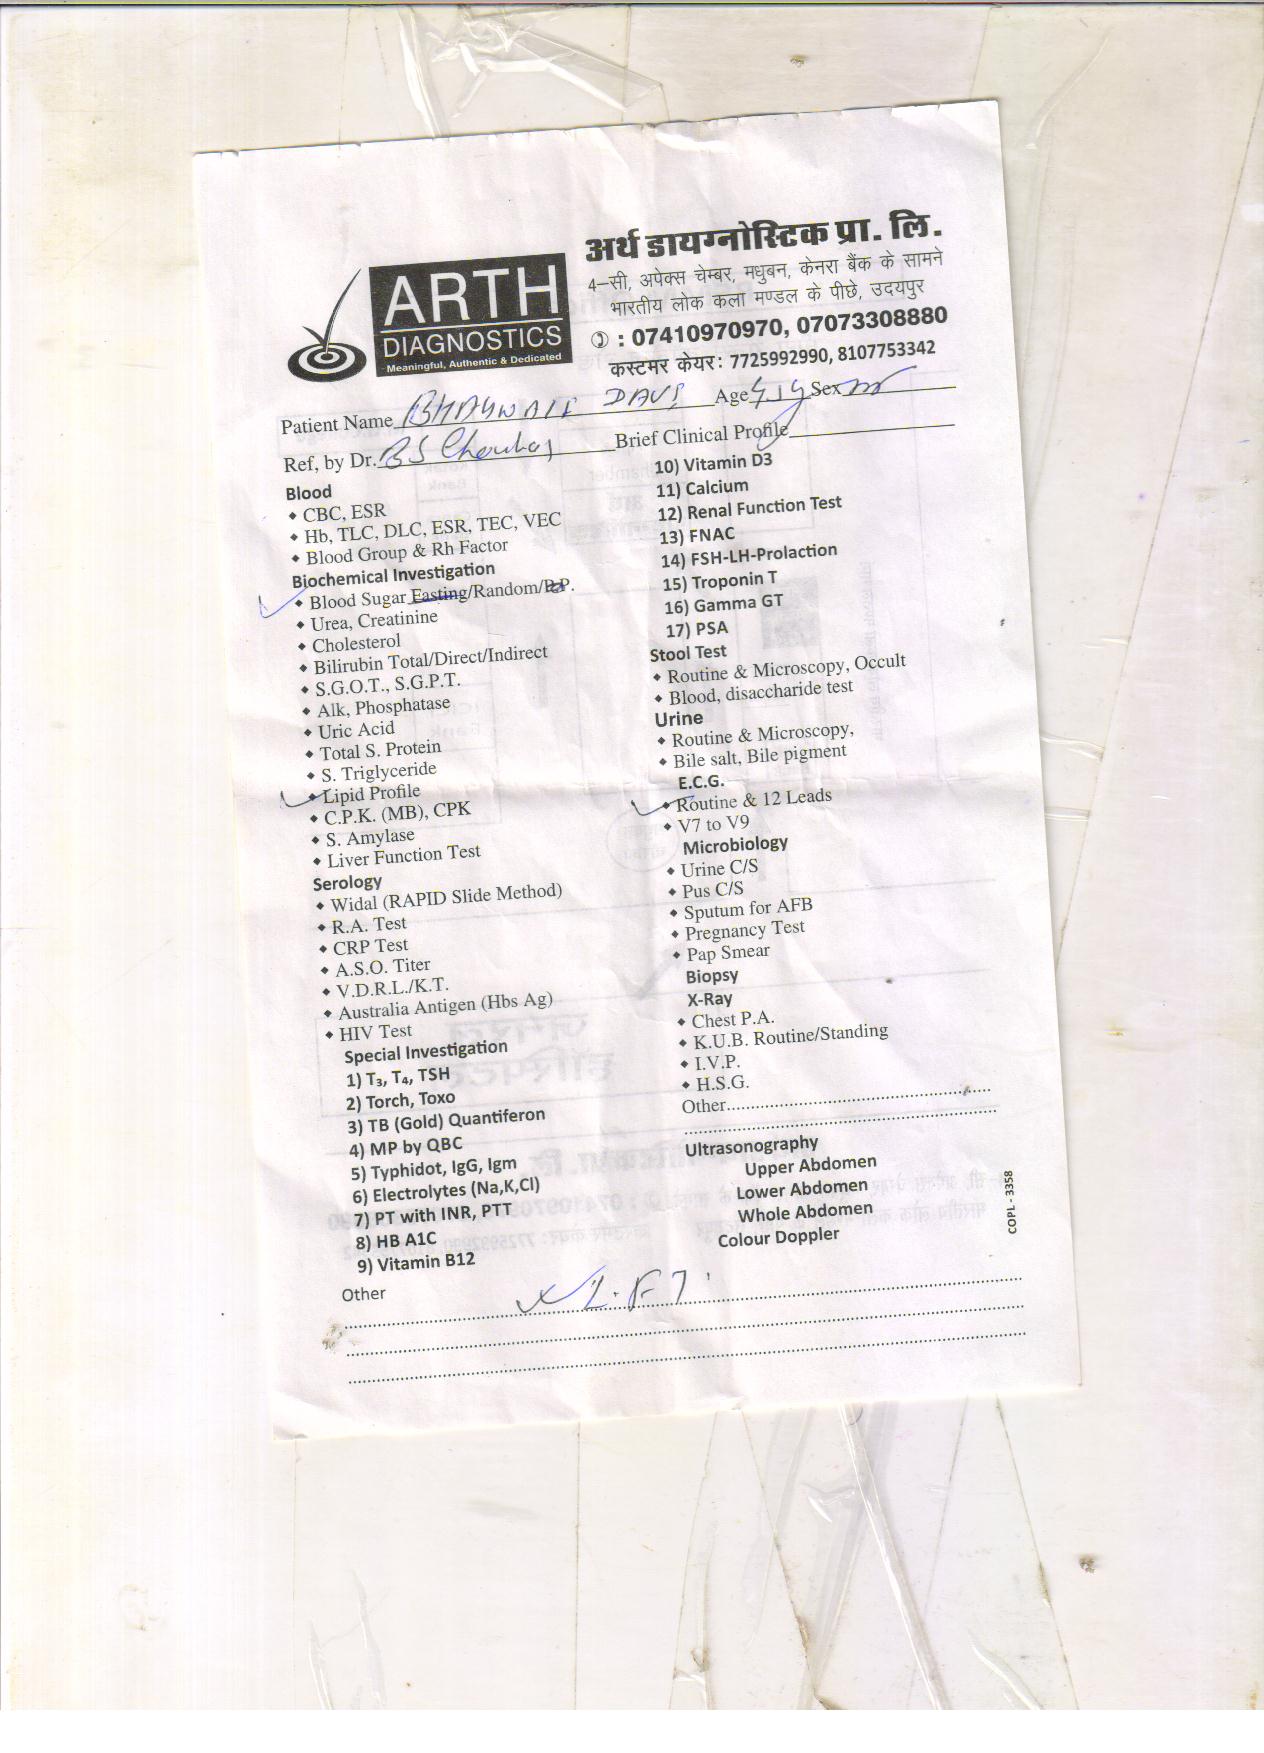 अर्थ डायग्नोस्टिक प्रा. लि.
4–सी, अपेक्स चेम्बर, मधुबन, केनरा बैंक के सामने
भारतीय लोक कला मण्डल के पीछे, उदयपुर
: 07410970970, 07073308880
कस्टमर केयर: 7725992990, 8107753342
ARTH
DIAGNOSTICS
Meaningful, Authentic & Dedicated
Patient Name Age Sex
Ref, by Dr. BS Brief Clinical Profile
Blood
CBC, ESR
Hb, TLC, DLC, ESR, TEC, VEC
Blood Group & Rh Factor
Biochemical Investigation
Blood Sugar Easting/Random/P.P.
Urea, Creatinine
Cholesterol
Bilirubin Total/Direct/Indirect
S.G.O.T., S.G.P.T.
Alk, Phosphatase
Uric Acid
Total S. Protein
S. Triglyceride
Lipid Profile
C.P.K. (MB), CPK
S. Amylase
Liver Function Test
Serology
Widal (RAPID Slide Method)
R.A. Test
CRP Test
A.S.O. Titer
V.D.R.L./K.T.
Australia Antigen (Hbs Ag)
HIV Test
Special Investigation
1) T₃, T₄, TSH
2) Torch, Toxo
3) TB (Gold) Quantiferon
4) MP by QBC
5) Typhidot, IgG, Igm
6) Electrolytes (Na,K,Cl)
7) PT with INR, PTT
8) HB A1C
9) Vitamin B12
10) Vitamin D3
11) Calcium
12) Renal Function Test
13) FNAC
14) FSH-LH-Prolaction
15) Troponin T
16) Gamma GT
17) PSA
Stool Test
Routine & Microscopy, Occult
Blood, disaccharide test
Urine
Routine & Microscopy,
Bile salt, Bile pigment
E.C.G.
Routine & 12 Leads
V7 to V9
Microbiology
Urine C/S
Pus C/S
Sputum for AFB
Pregnancy Test
Pap Smear
Biopsy
X-Ray
Chest P.A.
K.U.B. Routine/Standing
I.V.P.
H.S.G.
Other
Ultrasonography
Upper Abdomen
Lower Abdomen
Whole Abdomen
Colour Doppler
COPL - 3358
Other
L.F7